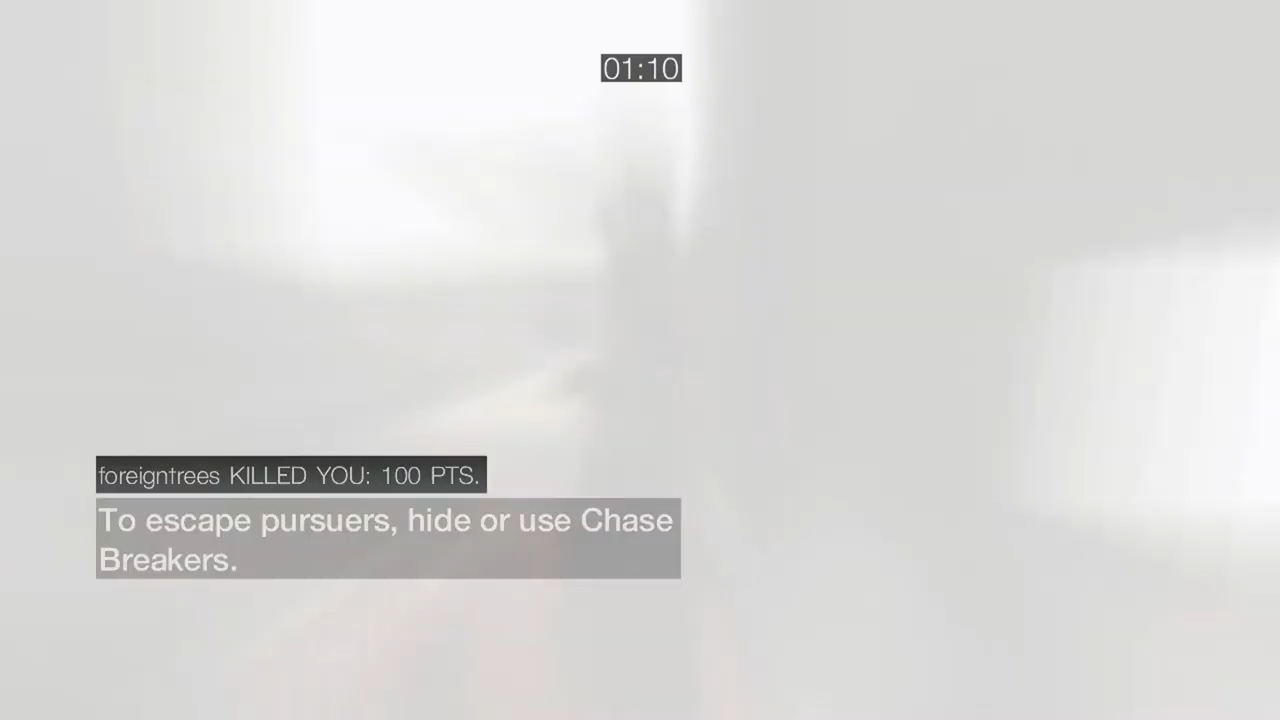 01:10
foreigntrees KILLED YOU: 100 PTS.
To escape pursuers, hide or use Chase
Breakers.